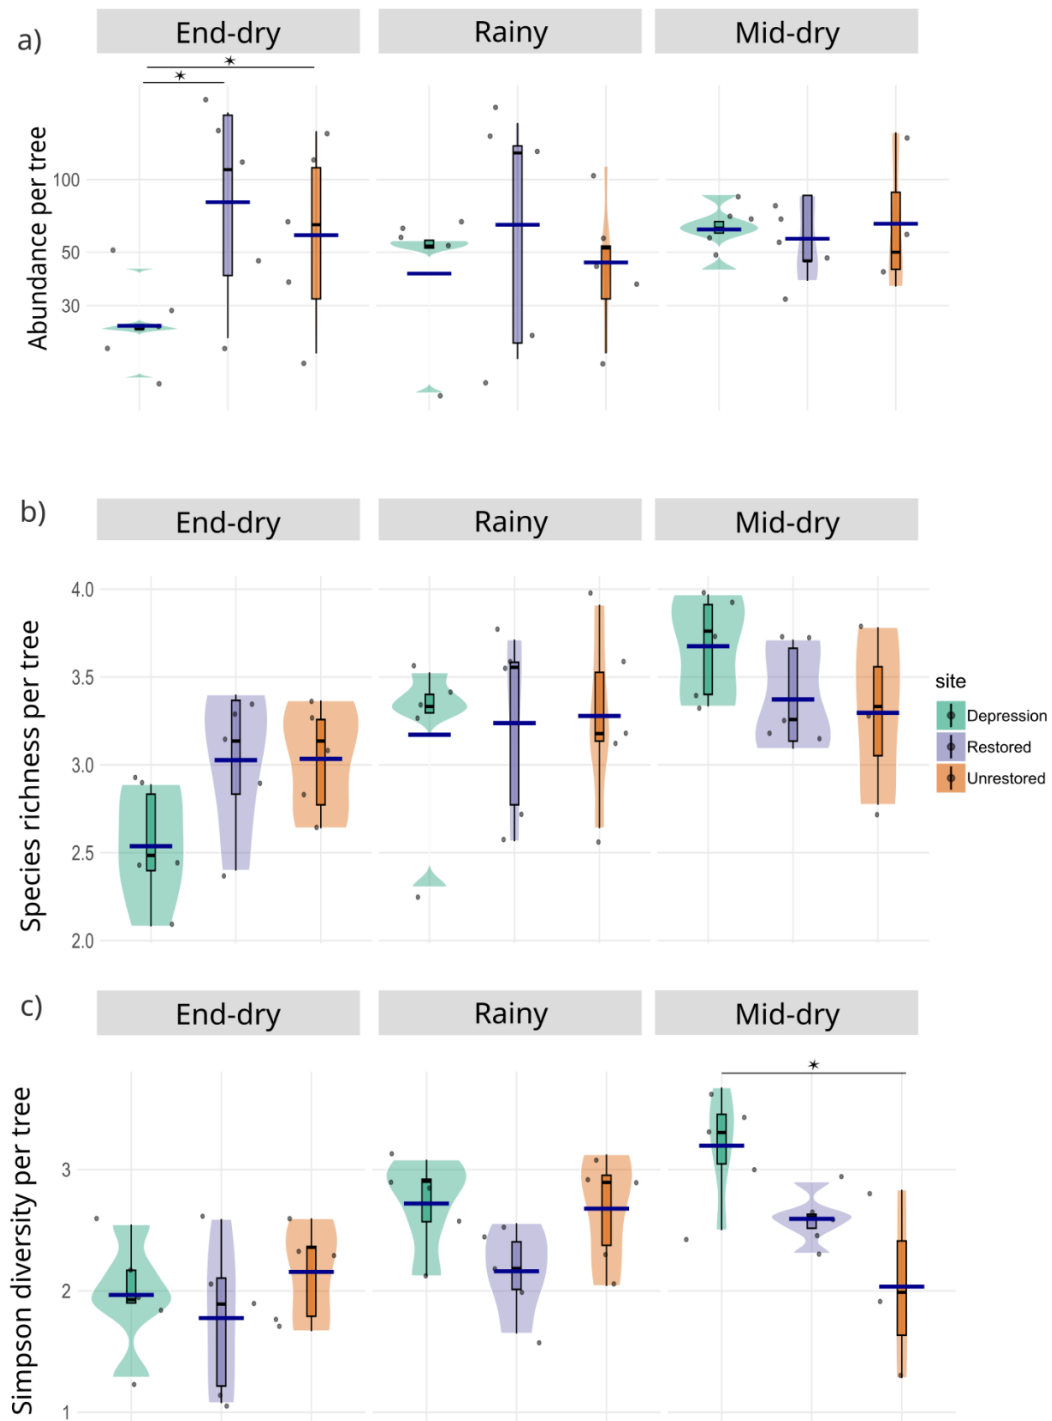 a)
End-dry Rainy Mid-dry
* *
Abundance per tree
100
50
30
b)
End-dry Rainy Mid-dry
Species richness per tree
4.0
3.5
3.0
2.5
2.0
site
Depression
Restored
Unrestored
c)
End-dry Rainy Mid-dry
*
Simpson diversity per tree
3
2
1